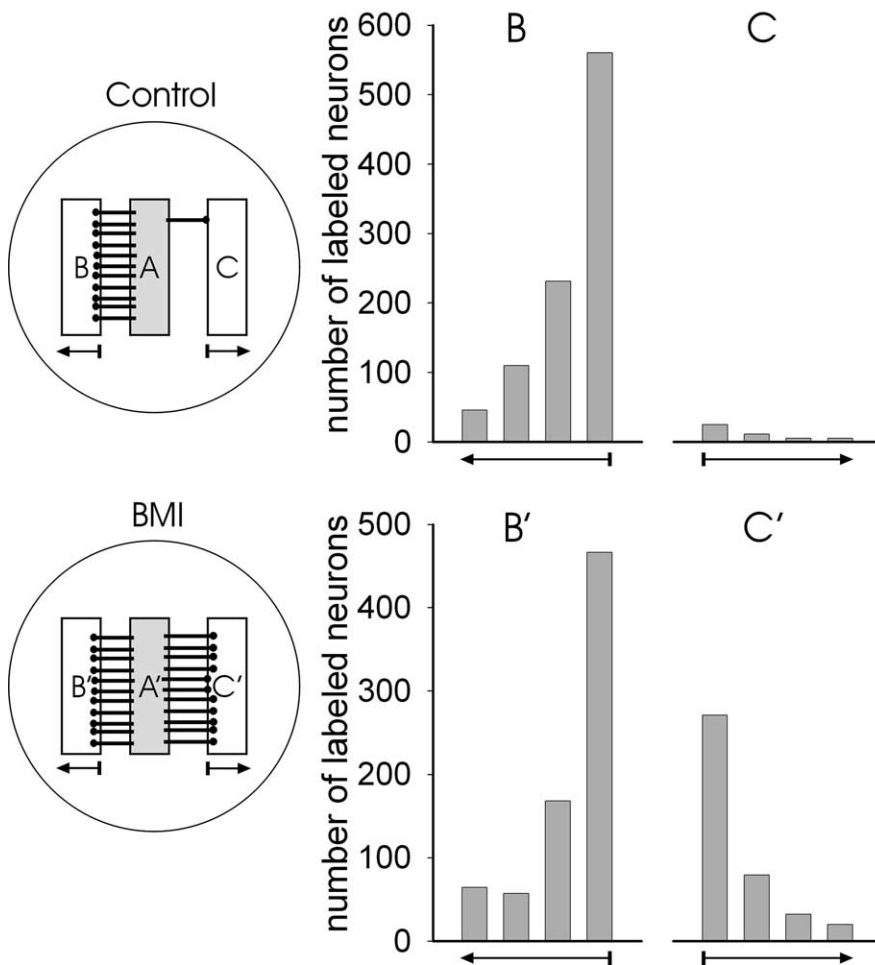 Control
B
A
C
number of labeled neurons
600
500
400
300
200
100
0
B
C
BMI
B'
A'
C'
number of labeled neurons
500
400
300
200
100
0
B'
C'